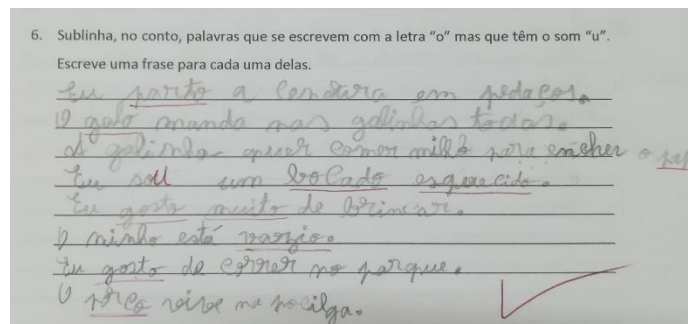 6. Sublinha, no conto, palavras que se escrevem com a letra “o” mas que têm o som “u”.
Escreve uma frase para cada uma delas.
Eu parto a cenoura em pedaços.
O galo manda nas galinhas todas.
A galinha quer comer milho para encher o pap
Eu sou um bocado esquecido.
Eu gosto muito de brincar.
O ninho está vazio.
Eu gosto de correr no parque.
O porco vive na pocilga.